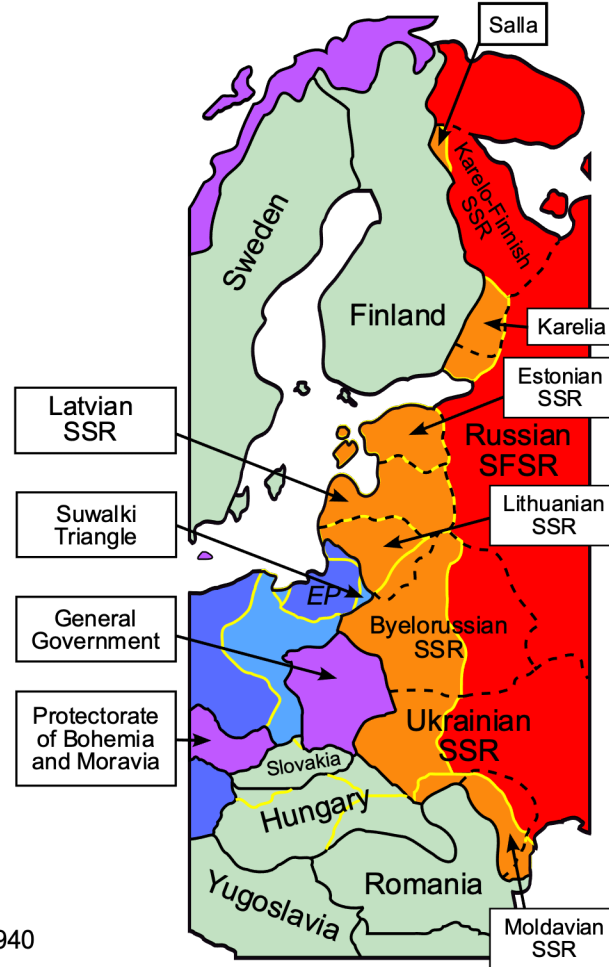 Salla
Karelo-Finnish
SSR
Sweden
Finland
Karelia
Estonian
SSR
Latvian
SSR
Russian
SFSR
Lithuanian
SSR
Suwalki
Triangle
EP
General
Government
Byelorussian
SSR
Protectorate
of Bohemia
and Moravia
Ukrainian
SSR
Slovakia
Hungary
Romania
Yugoslavia
Moldavian
SSR
940